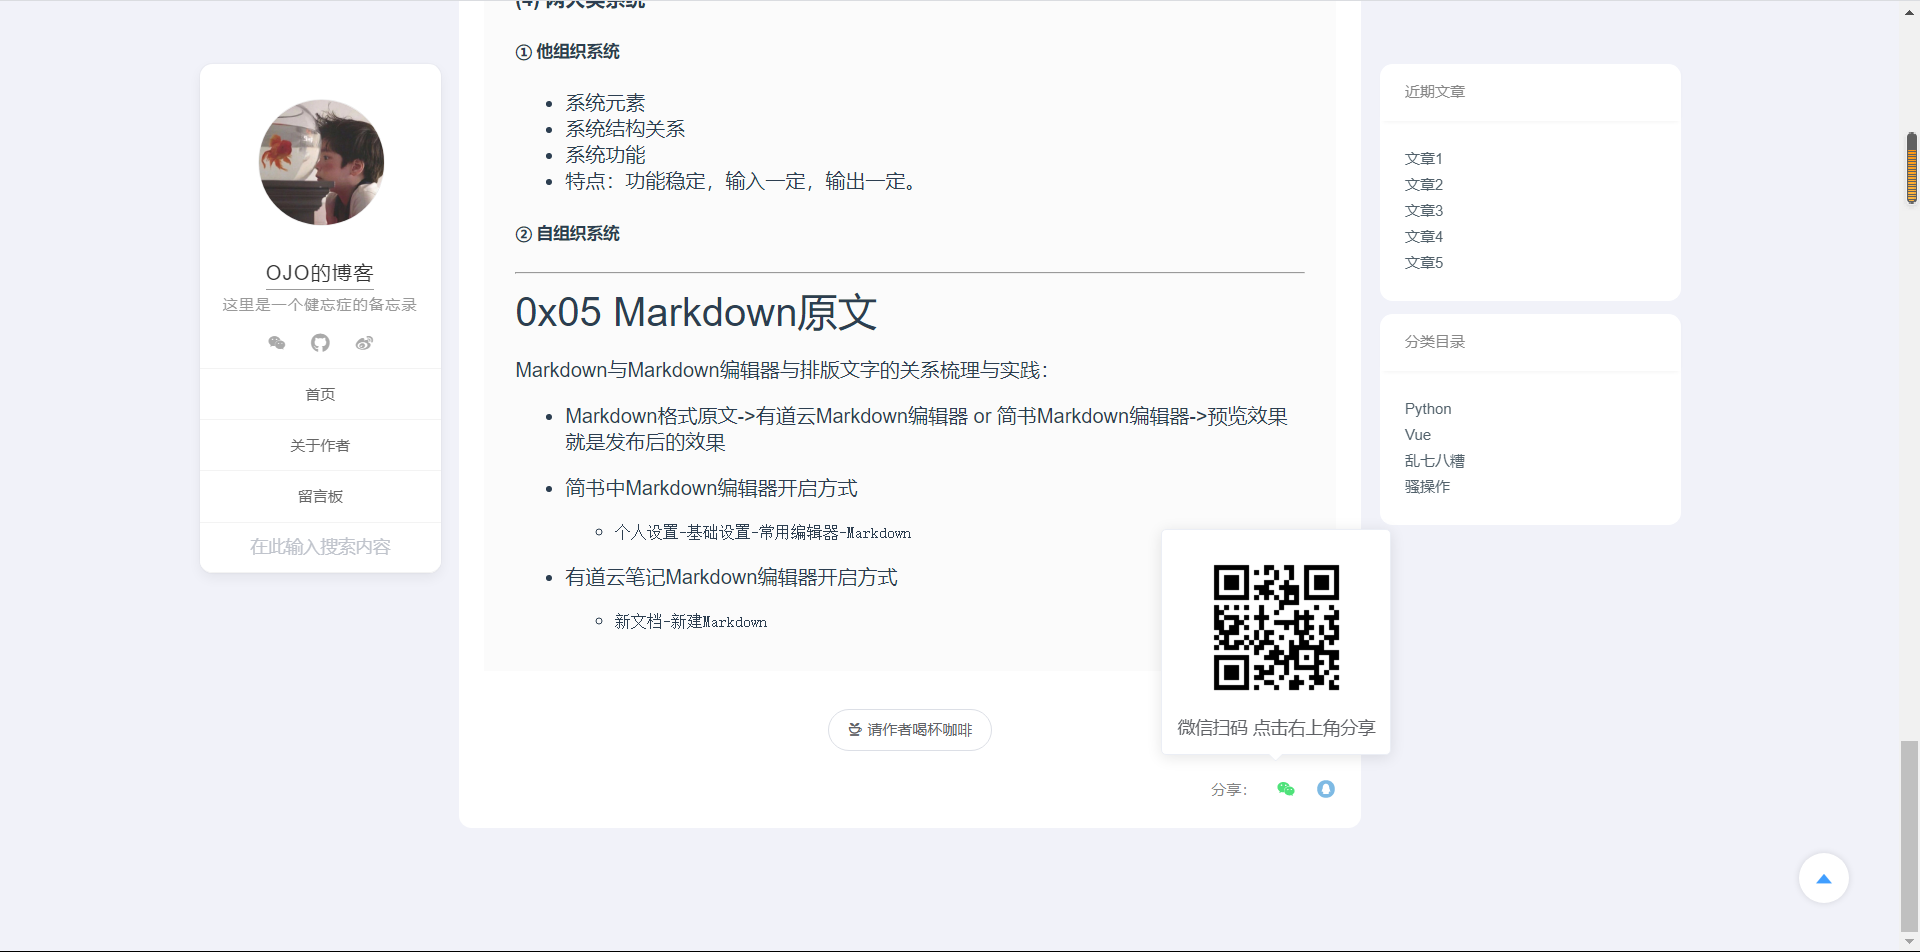 (4) 两大类系统
① 他组织系统
系统元素
系统结构关系
系统功能
特点：功能稳定，输入一定，输出一定。
② 自组织系统
0x05 Markdown原文
Markdown与Markdown编辑器与排版文字的关系梳理与实践：
Markdown格式原文->有道云Markdown编辑器 or 简书Markdown编辑器->预览效果
就是发布后的效果
简书中Markdown编辑器开启方式
个人设置-基础设置-常用编辑器-Markdown
有道云笔记Markdown编辑器开启方式
新文档-新建Markdown
请作者喝杯咖啡
微信扫码 点击右上角分享
分享：
OJO的博客
这里是一个健忘症的备忘录
首页
关于作者
留言板
在此输入搜索内容
近期文章
文章1
文章2
文章3
文章4
文章5
分类目录
Python
Vue
乱七八糟
骚操作